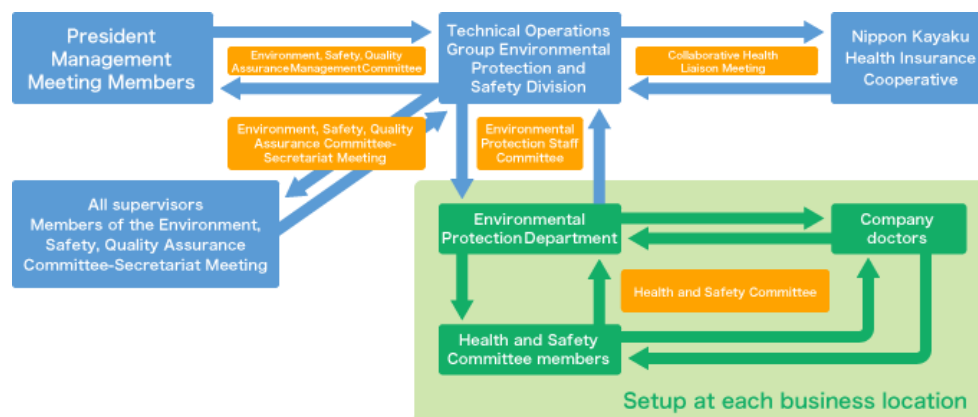 President
Management
Meeting Members
Environment, Safety, Quality
Assurance Management Committee
Technical Operations
Group Environmental
Protection and
Safety Division
Collaborative Health
Liaison Meeting
Nippon Kayaku
Health Insurance
Cooperative
Environment, Safety, Quality
Assurance Committee-
Secretariat Meeting
Environmental
Protection Staff
Committee
All supervisors
Members of the Environment,
Safety, Quality Assurance
Committee-Secretariat Meeting
Environmental
Protection Department
Company
doctors
Health and Safety Committee
Health and Safety
Committee members
Setup at each business location